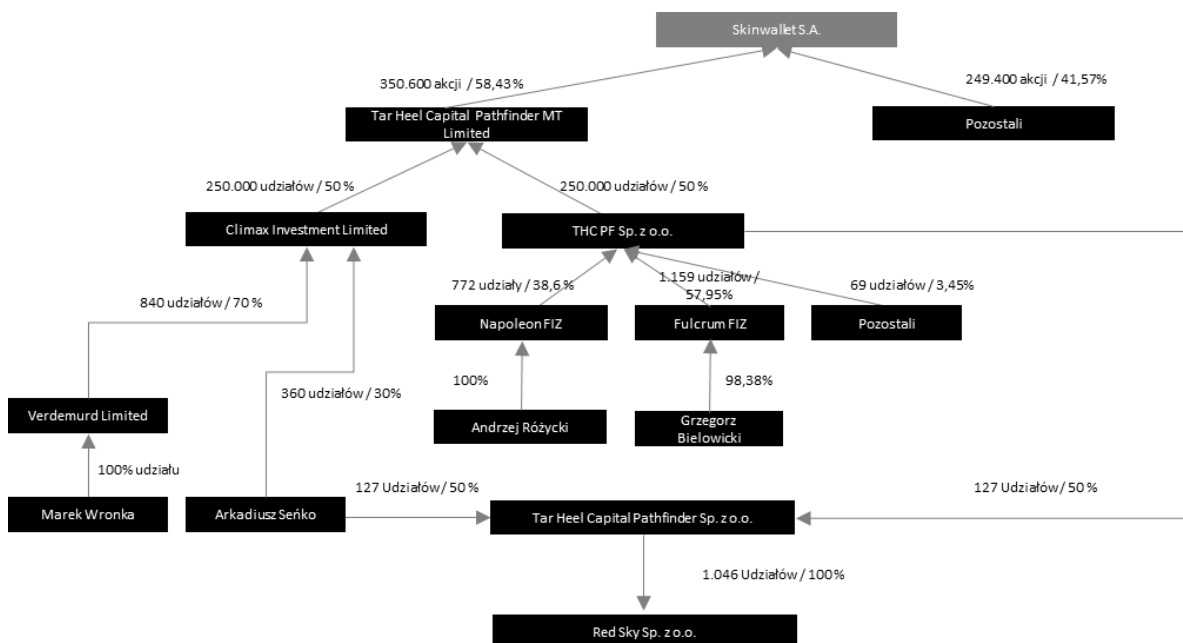 Skinwallet S.A.
350.600 akcji / 58,43%
249.400 akcji / 41,57%
Tar Heel Capital Pathfinder MT
Limited
Pozostali
250.000 udziałów / 50 %
250.000 udziałów / 50 %
Climax Investment Limited
THC PF Sp. z o.o.
840 udziałów / 70 %
772 udziały / 38,6 %
1.159 udziałów /
57,95%
69 udziałów / 3,45%
Napoleon FIZ
Fulcrum FIZ
Pozostali
360 udziałów / 30%
100%
98,38%
Verdemurd Limited
Andrzej Różycki
Grzegorz
Bielowicki
100% udziału
Marek Wronka
Arkadiusz Seńko
127 Udziałów / 50 %
Tar Heel Capital Pathfinder Sp. z o.o.
127 Udziałów / 50 %
1.046 Udziałów / 100%
Red Sky Sp. z o.o.